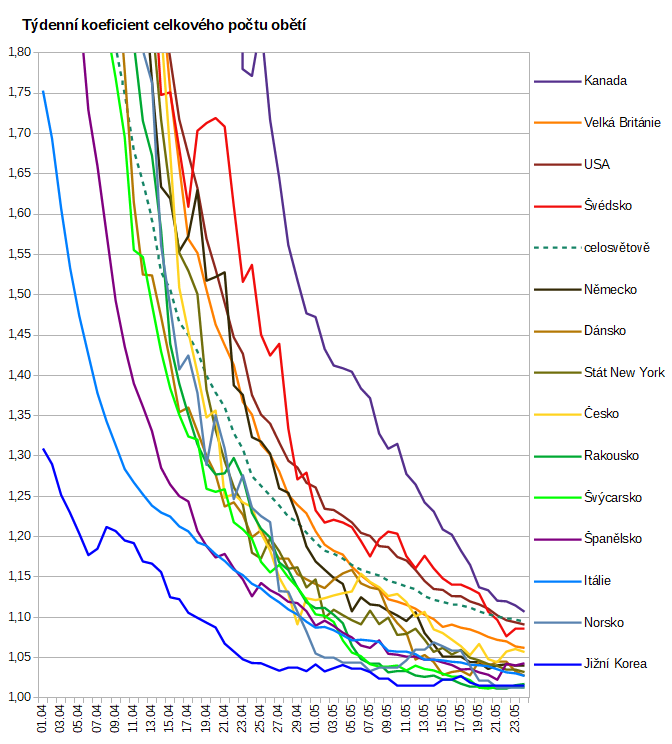 Týdenní koeficient celkového počtu obětí
1,80
1,75
1,70
1,65
1,60
1,55
1,50
1,45
1,40
1,35
1,30
1,25
1,20
1,15
1,10
1,05
1,00
01.04
03.04
05.04
07.04
09.04
11.04
13.04
15.04
17.04
19.04
21.04
23.04
25.04
27.04
29.04
01.05
03.05
05.05
07.05
09.05
11.05
13.05
15.05
17.05
19.05
21.05
23.05
Kanada
Velká Británie
USA
Švédsko
celosvětově
Německo
Dánsko
Stát New York
Česko
Rakousko
Švýcarsko
Španělsko
Itálie
Norsko
Jižní Korea